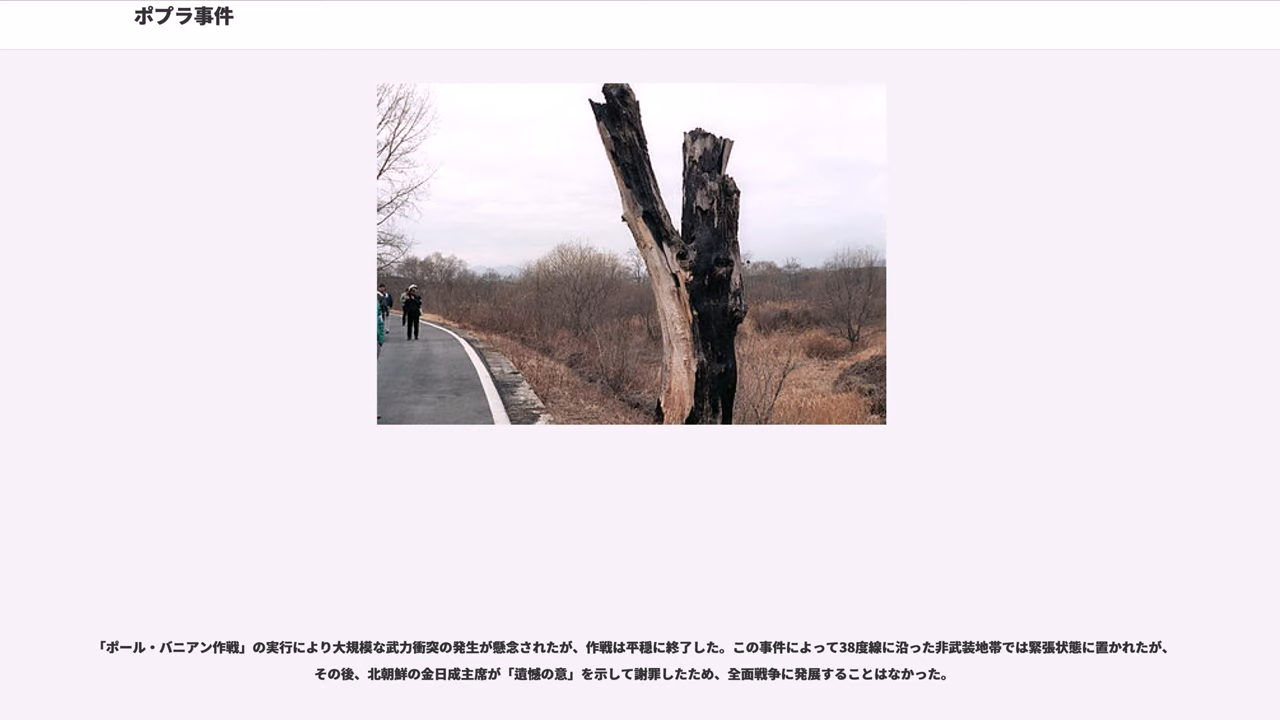 ポプラ事件
「ポール・バニアン作戦」の実行により大規模な武力衝突の発生が懸念されたが、作戦は平穏に終了した。この事件によって38度線に沿った非武装地帯では緊張状態に置かれたが、
その後、北朝鮮の金日成主席が「遺憾の意」を示して謝罪したため、全面戦争に発展することはなかった。